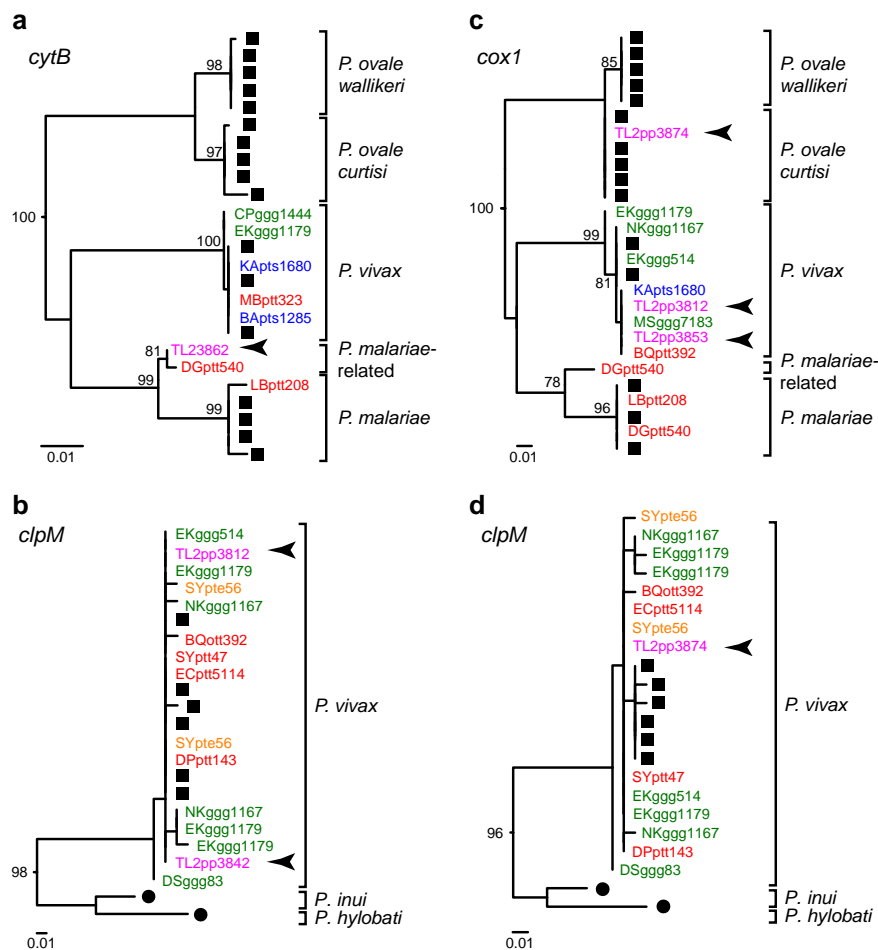 a
cytB
98
P. ovale
wallikeri
97
P. ovale
curtisi
100
CPggg1444
EKggg1179
100
KApts1680
P. vivax
MBptt323
BApts1285
81
TL23862
DGptt540
P. malariae-
related
99
LBptt208
99
P. malariae
0.01
c
cox1
85
P. ovale
wallikeri
TL2pp3874
P. ovale
curtisi
100
EKggg1179
NKggg1167
99
EKggg514
P. vivax
81
KApts1680
TL2pp3812
MSggg7183
TL2pp3853
BQptt392
DGptt540
P. malariae-
related
78
LBptt208
96
P. malariae
DGptt540
0.01
b
clpM
EKggg514
TL2pp3812
EKggg1179
SYpte56
NKggg1167
BQott392
SYptt47
ECptt5114
P. vivax
SYpte56
DPptt143
NKggg1167
EKggg1179
EKggg1179
TL2pp3842
98
DSggg83
P. inui
P. hylobati
0.01
d
clpM
SYpte56
NKggg1167
EKggg1179
EKggg1179
BQott392
ECptt5114
SYpte56
TL2pp3874
P. vivax
SYptt47
EKggg514
EKggg1179
96
NKggg1167
DPptt143
DSggg83
P. inui
P. hylobati
0.01